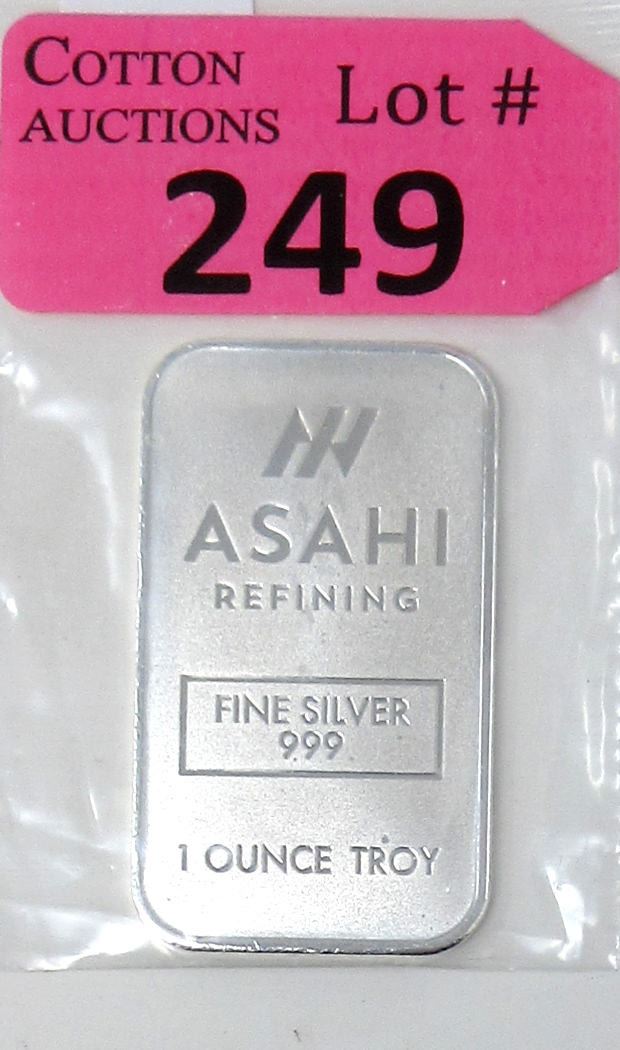 COTTON
AUCTIONS
Lot #
249
ASAHI
REFINING
FINE SILVER
999
1 OUNCE TROY